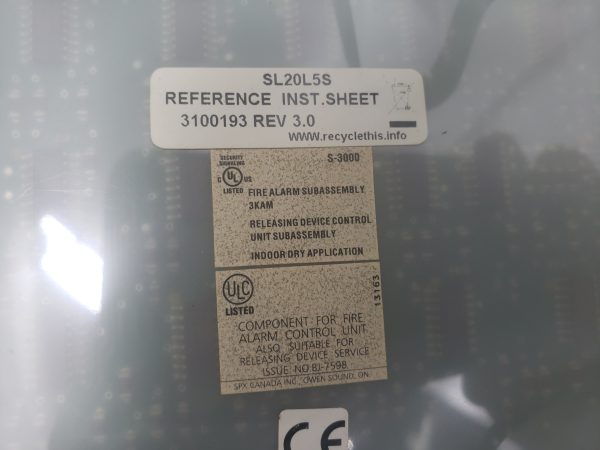 SL20L5S
REFERENCE INST.SHEET
3100193 REV 3.0
www.recyclethis.info
SECURITY
SIGNALING
S-3000
C UL US
LISTED
FIRE ALARM SUBASSEMBLY
3KAM
RELEASING DEVICE CONTROL
UNIT SUBASSEMBLY
INDOOR DRY APPLICATION
ULC
LISTED
13163
COMPONENT FOR FIRE
ALARM CONTROL UNIT
ALSO SUITABLE FOR
RELEASING DEVICE SERVICE
ISSUE NO.BJ-759B
SPX CANADA INC., OWEN SOUND, ON.
CE